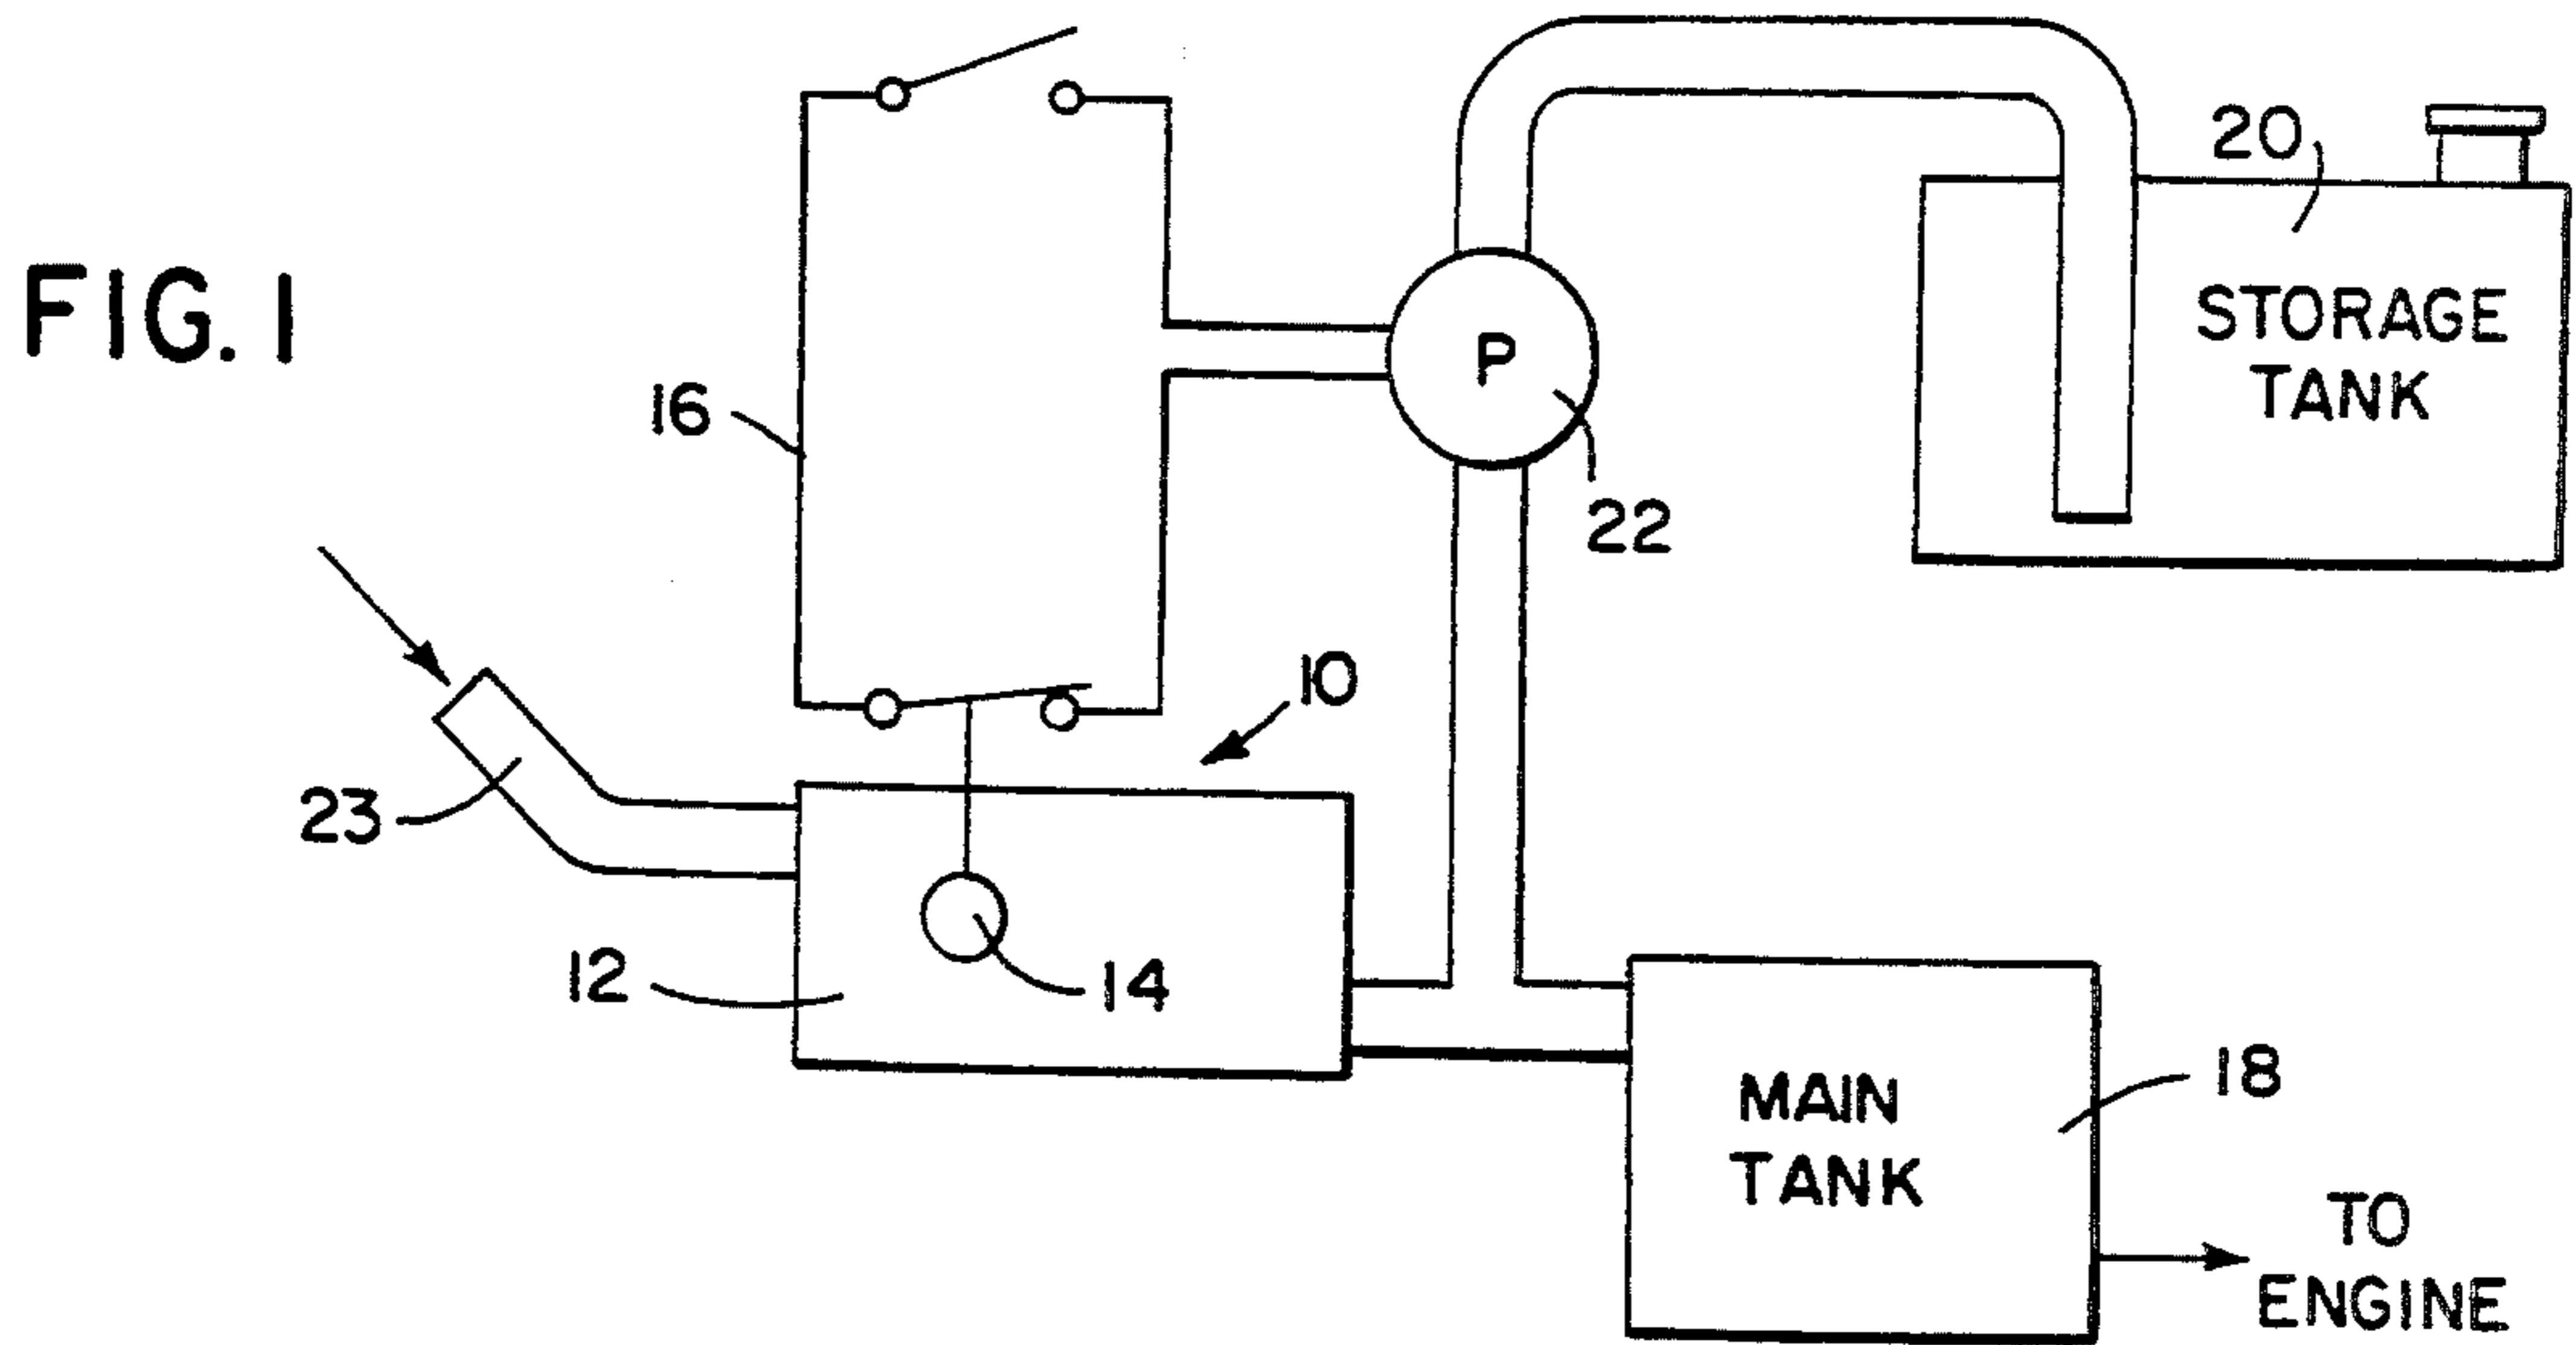 FIG. 1
20
STORAGE
TANK
P
16
22
10
23
12
14
MAIN
TANK
18
TO
ENGINE